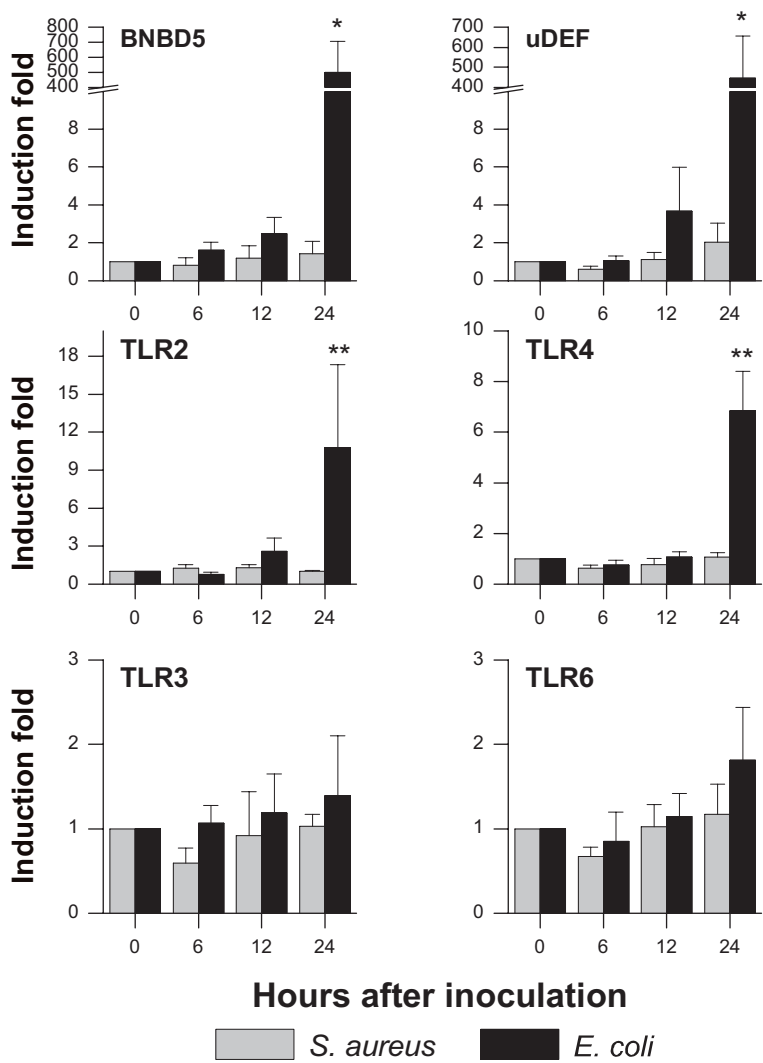 BNBD5
*
800
700
600
500
400
8
6
4
2
0
Induction fold
0 6 12 24
uDEF
*
700
600
500
400
8
6
4
2
0
0 6 12 24
TLR2
**
18
15
12
9
6
3
0
Induction fold
0 6 12 24
TLR4
**
10
8
6
4
2
0
0 6 12 24
TLR3
3
2
1
0
Induction fold
0 6 12 24
TLR6
3
2
1
0
0 6 12 24
Hours after inoculation
S. aureus E. coli